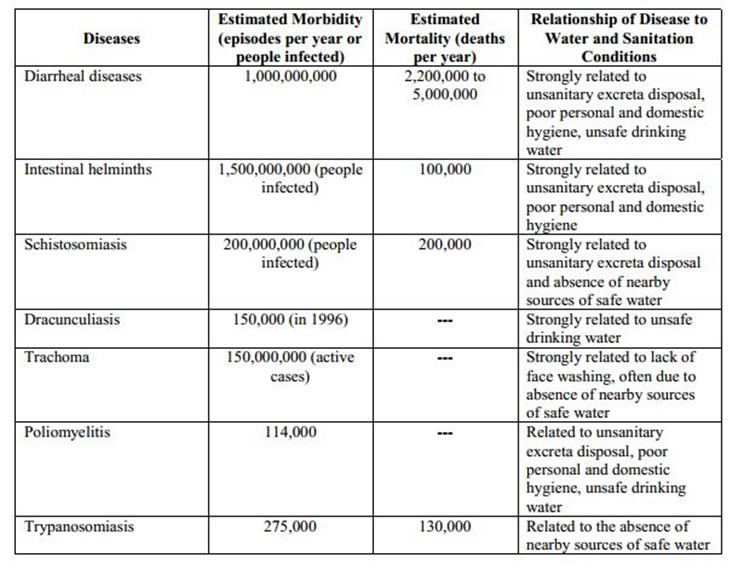 Diseases
Estimated Morbidity
(episodes per year or
people infected)
Estimated
Mortality (deaths
per year)
Relationship of Disease to
Water and Sanitation
Conditions
Diarrheal diseases
1,000,000,000
2,200,000 to
5,000,000
Strongly related to
unsanitary excreta disposal,
poor personal and domestic
hygiene, unsafe drinking
water
Intestinal helminths
1,500,000,000 (people
infected)
100,000
Strongly related to
unsanitary excreta disposal,
poor personal and domestic
hygiene
Schistosomiasis
200,000,000 (people
infected)
200,000
Strongly related to
unsanitary excreta disposal
and absence of nearby
sources of safe water
Dracunculiasis
150,000 (in 1996)
---
Strongly related to unsafe
drinking water
Trachoma
150,000,000 (active
cases)
---
Strongly related to lack of
face washing, often due to
absence of nearby sources
of safe water
Poliomyelitis
114,000
---
Related to unsanitary
excreta disposal, poor
personal and domestic
hygiene, unsafe drinking
water
Trypanosomiasis
275,000
130,000
Related to the absence of
nearby sources of safe water